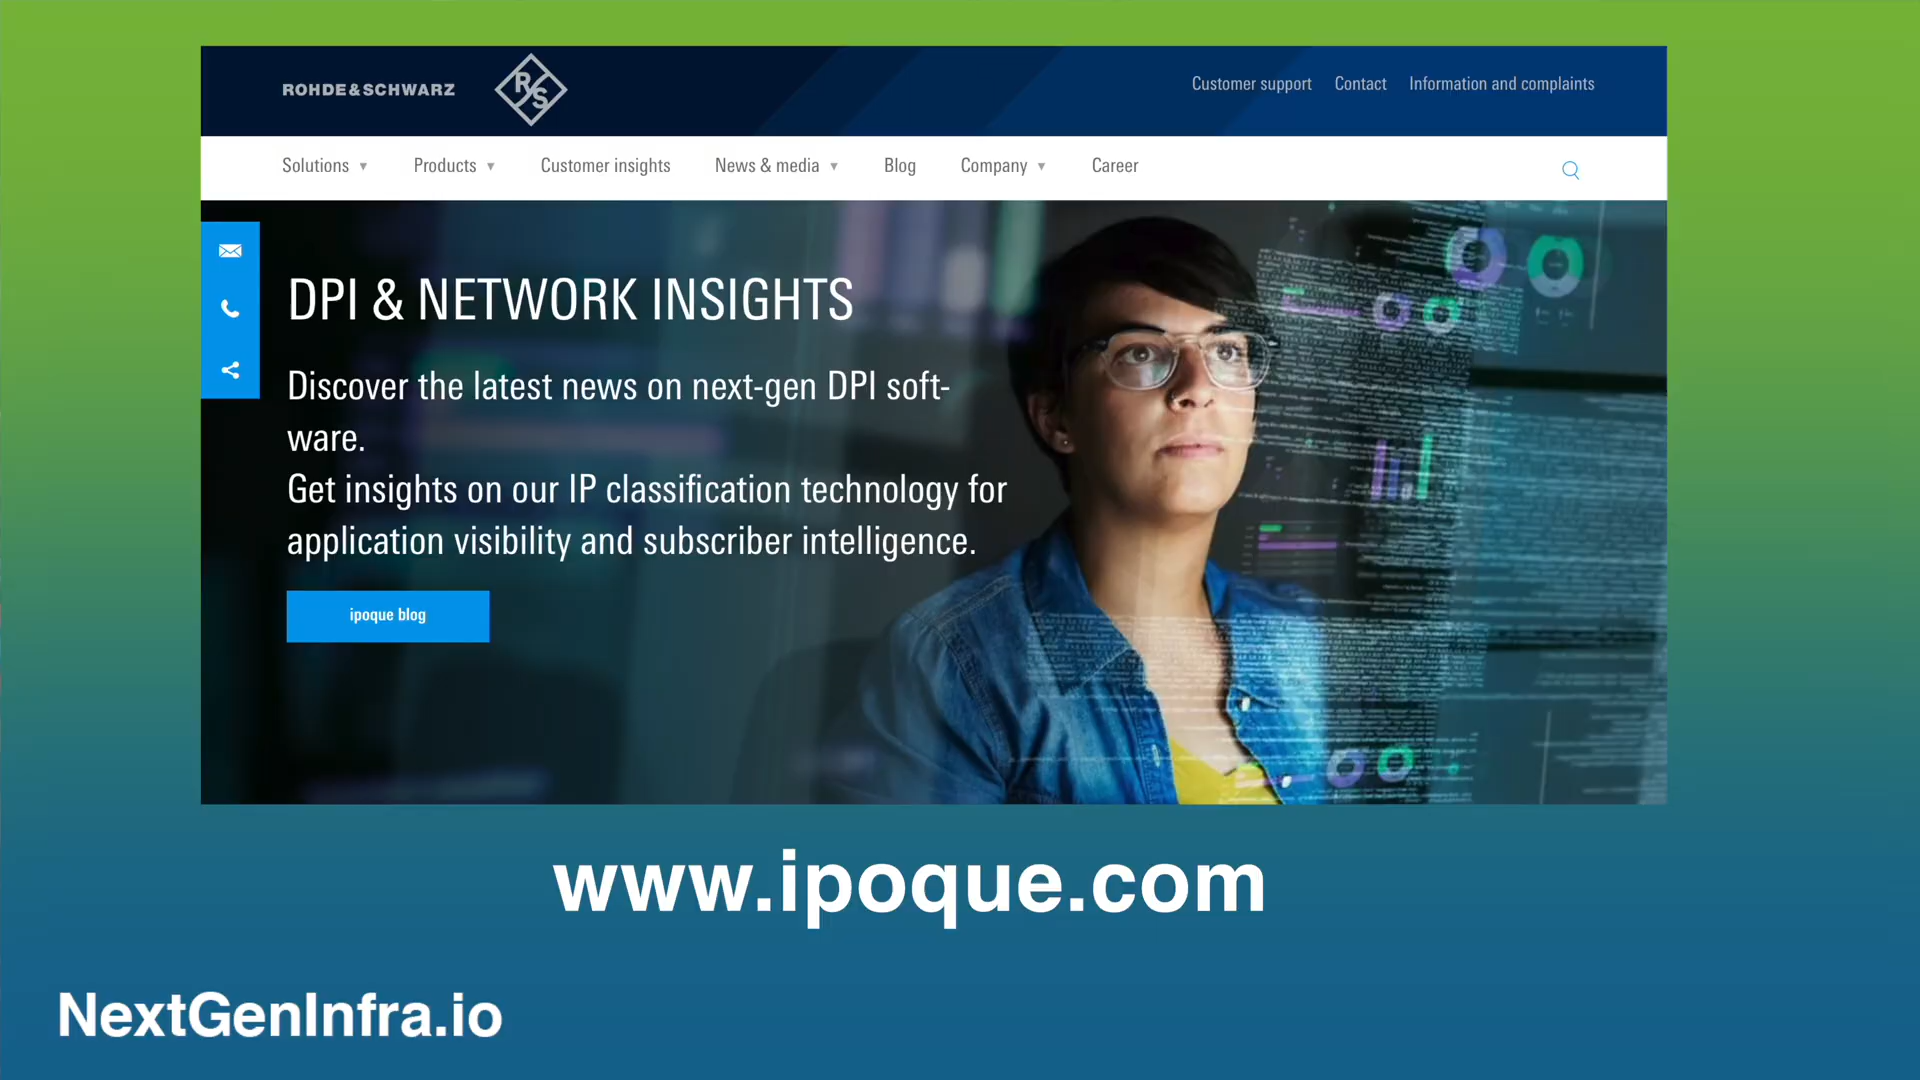 ROHDE&SCHWARZ
R S
Customer support Contact Information and complaints
Solutions Products Customer insights News & media Blog Company Career
DPI & NETWORK INSIGHTS
Discover the latest news on next-gen DPI soft-
ware.
Get insights on our IP classification technology for
application visibility and subscriber intelligence.
ipoque blog
www.ipoque.com
NextGenInfra.io